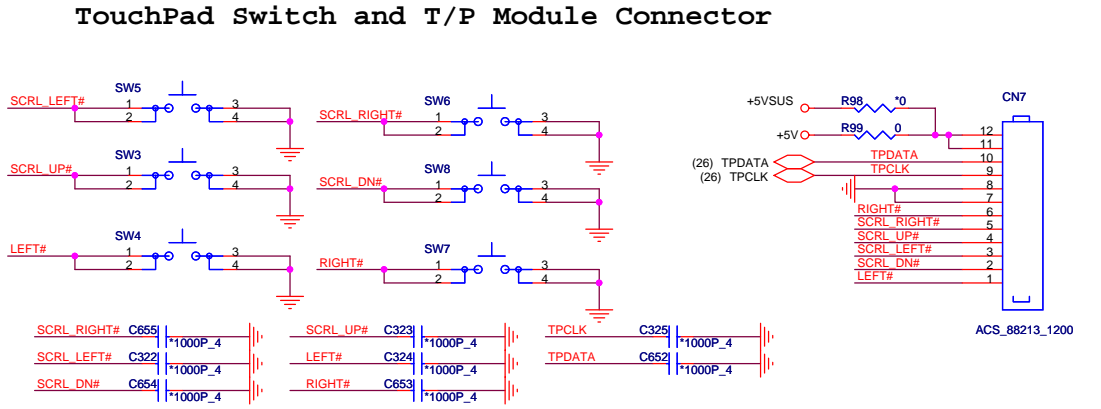 TouchPad Switch and T/P Module Connector
SW5
SCRL_LEFT# 1 3
2 4
SW6
SCRL_RIGHT# 1 3
2 4
SW3
SCRL_UP# 1 3
2 4
SW8
SCRL_DN# 1 3
2 4
SW4
LEFT# 1 3
2 4
SW7
RIGHT# 1 3
2 4
CN7
+5VSUS R98 *0
+5V R99 0 12
11
(26) TPDATA TPDATA 10
(26) TPCLK TPCLK 9
8
7
RIGHT# 6
SCRL_RIGHT# 5
SCRL_UP# 4
SCRL_LEFT# 3
SCRL_DN# 2
LEFT# 1
ACS_88213_1200
SCRL_RIGHT# C655 *1000P_4
SCRL_LEFT# C322 *1000P_4
SCRL_DN# C654 *1000P_4
SCRL_UP# C323 *1000P_4
LEFT# C324 *1000P_4
RIGHT# C653 *1000P_4
TPCLK C325 *1000P_4
TPDATA C652 *1000P_4